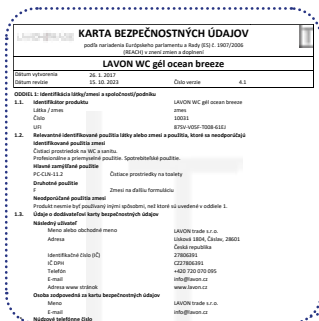 KARTA BEZPEČNOSTNÝCH ÚDAJOV
podľa nariadenia Európskeho parlamentu a Rady (ES) č. 1907/2006
(REACH) v znení zmien a doplnení
LAVON WC gél ocean breeze
Dátum vytvorenia 26. 1. 2017
Dátum revízie 15. 10. 2023 Číslo verzie 4.1
ODDIEL 1: Identifikácia látky/zmesi a spoločnosti/podniku
1.1. Identifikátor produktu LAVON WC gél ocean breeze
Látka / zmes zmes
Číslo 10031
UFI 87SV-V0SF-T008-61EJ
1.2. Relevantné identifikované použitia látky alebo zmesi a použitia, ktoré sa neodporúčajú
Identifikované použitia zmesi
Čistiaci prostriedok na WC a sanitu.
Profesionálne a priemyselné použitie. Spotrebiteľské použitie.
Hlavné zamýšľané použitie
PC-CLN-11.2 Čistiace prostriedky na toalety
Druhotné použitie
F Zmesi na ďalšiu formuláciu
Neodporúčané použitia zmesi
Produkt nesmie byť používaný inými spôsobmi, než ktoré sú uvedené v oddiele 1.
1.3. Údaje o dodávateľovi karty bezpečnostných údajov
Následný užívateľ
Meno alebo obchodné meno LAVON trade s.r.o.
Adresa Lísková 1804, Čáslav, 28601
Česká republika
Identifikačné číslo (IČ) 27806391
IČ DPH CZ27806391
Telefón +420 720 070 095
E-mail info@lavon.cz
Adresa www stránok www.lavon.cz
Osoba zodpovedná za kartu bezpečnostných údajov
Meno LAVON trade s.r.o.
E-mail info@lavon.cz
Núdzové telefónne číslo